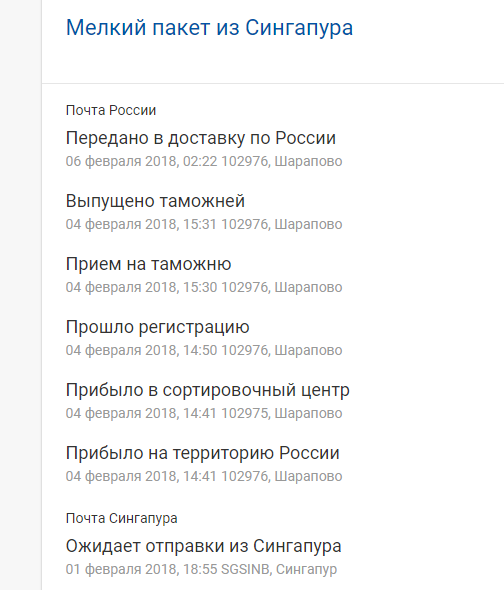 Мелкий пакет из Сингапура
Почта России
Передано в доставку по России
06 февраля 2018, 02:22 102976, Шарапово
Выпущено таможней
04 февраля 2018, 15:31 102976, Шарапово
Прием на таможню
04 февраля 2018, 15:30 102976, Шарапово
Прошло регистрацию
04 февраля 2018, 14:50 102976, Шарапово
Прибыло в сортировочный центр
04 февраля 2018, 14:41 102975, Шарапово
Прибыло на территорию России
04 февраля 2018, 14:41 102976, Шарапово
Почта Сингапура
Ожидает отправки из Сингапура
01 февраля 2018, 18:55 SGSINB, Сингапур